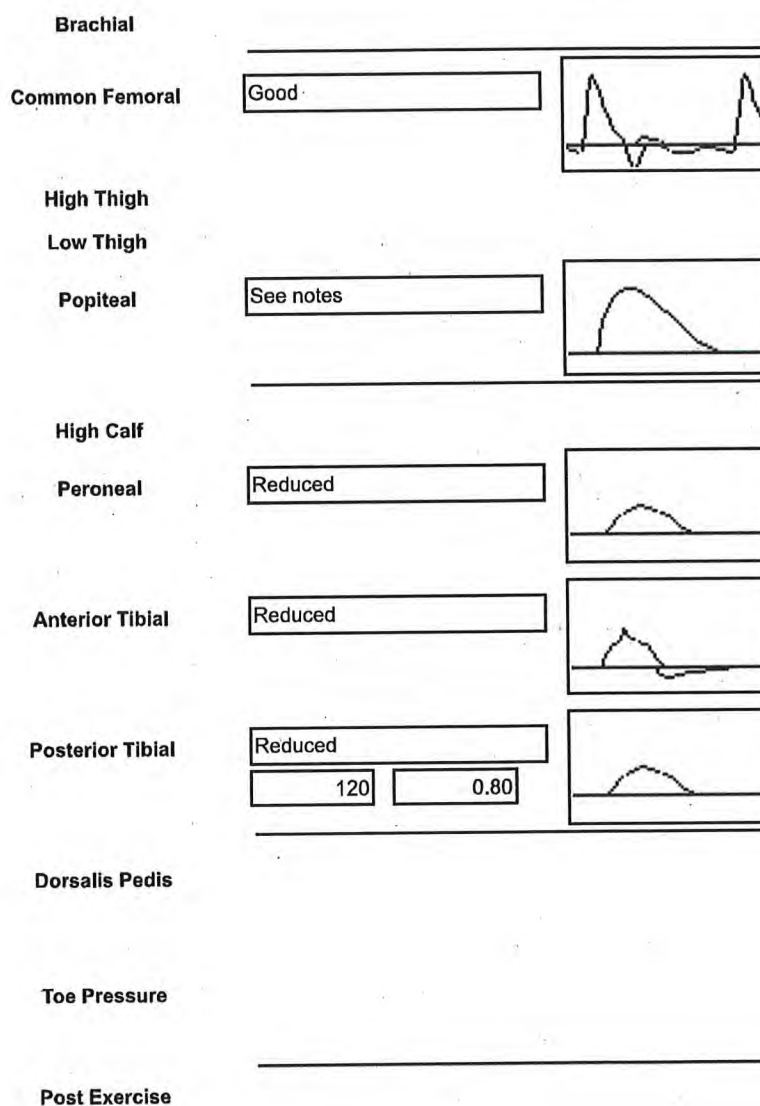 Brachial
Common Femoral Good
High Thigh
Low Thigh
Popiteal See notes
High Calf
Peroneal Reduced
Anterior Tibial Reduced
Posterior Tibial Reduced
120 0.80
Dorsalis Pedis
Toe Pressure
Post Exercise